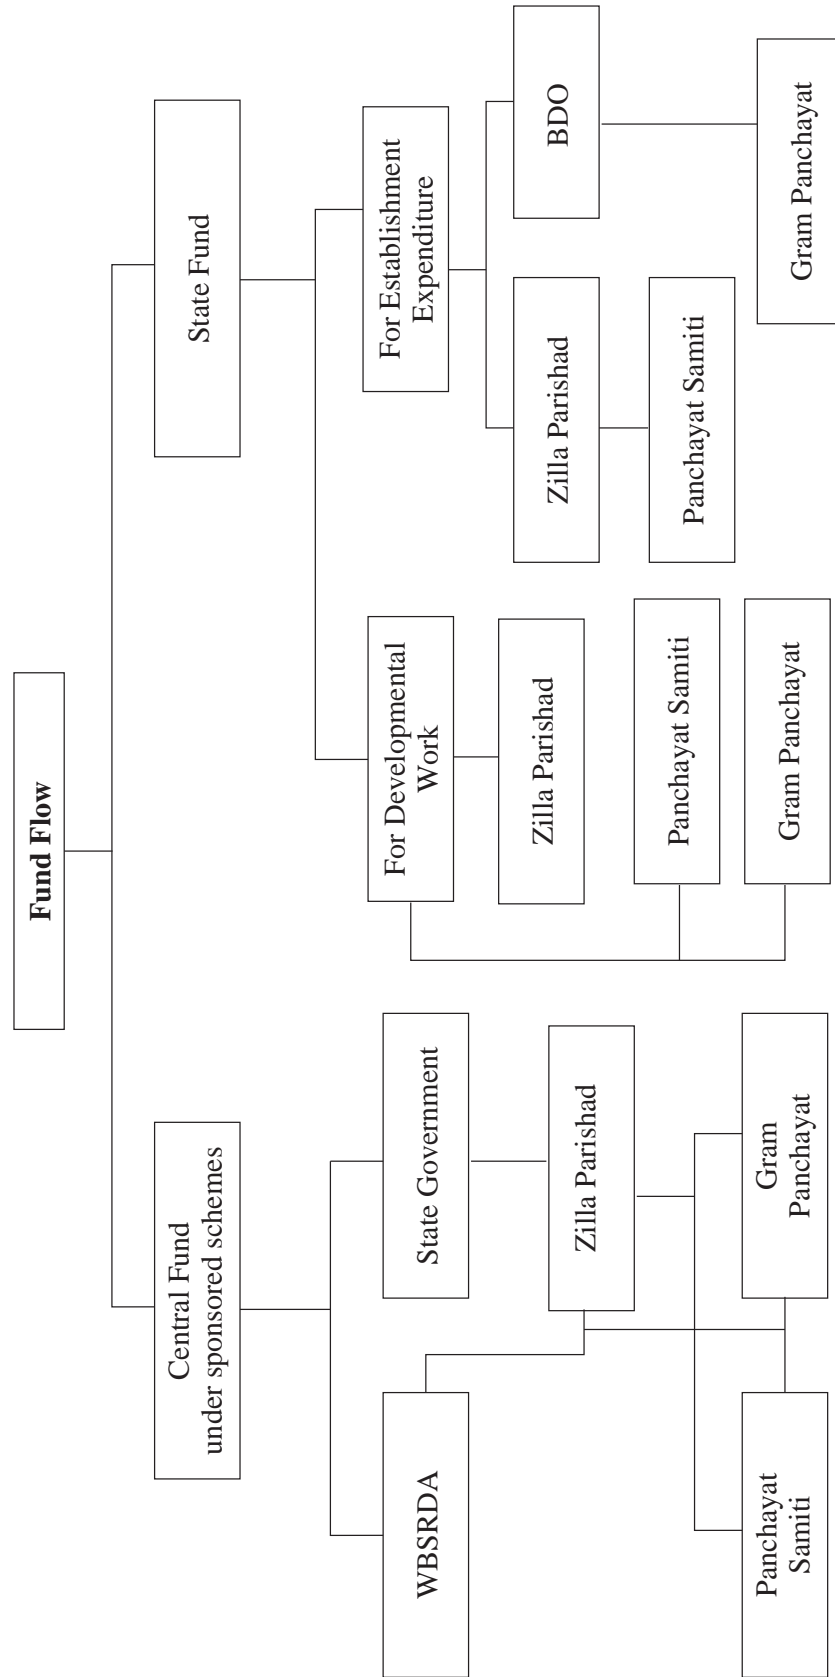 Fund Flow
Central Fund
under sponsored schemes
State Fund
WBSRDA
State Government
For Developmental
Work
For Establishment
Expenditure
Zilla Parishad
Zilla Parishad
Zilla Parishad
BDO
Panchayat
Samiti
Gram
Panchayat
Panchayat Samiti
Gram Panchayat
Panchayat Samiti
Gram Panchayat